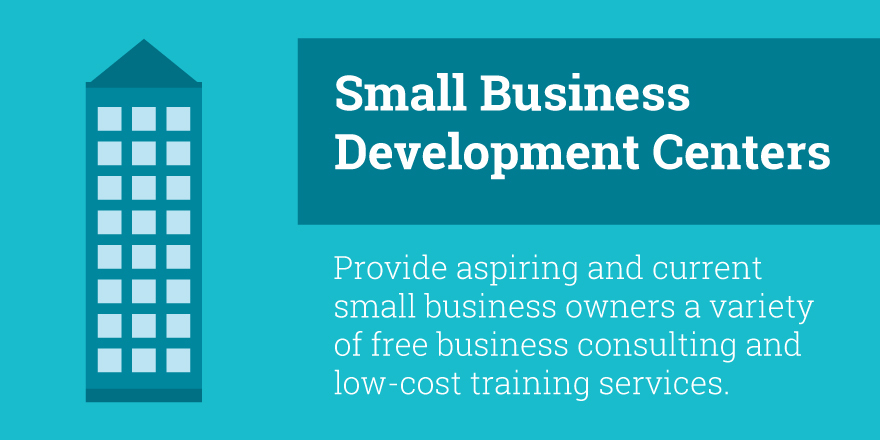 Small Business
Development Centers
Provide aspiring and current
small business owners a variety
of free business consulting and
low-cost training services.